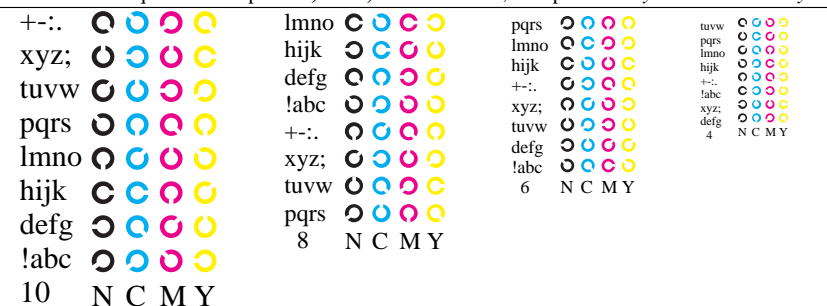 +-:.
xyz;
tuvw
pqrs
lmno
hijk
defg
!abc
10 N C M Y
lmno
hijk
defg
!abc
+-:.
xyz;
tuvw
pqrs
8 N C M Y
pqrs
lmno
hijk
+-:.
xyz;
tuvw
defg
!abc
6 N C M Y
tuvw
pqrs
lmno
hijk
+-:.
!abc
xyz;
defg
4 N C M Y